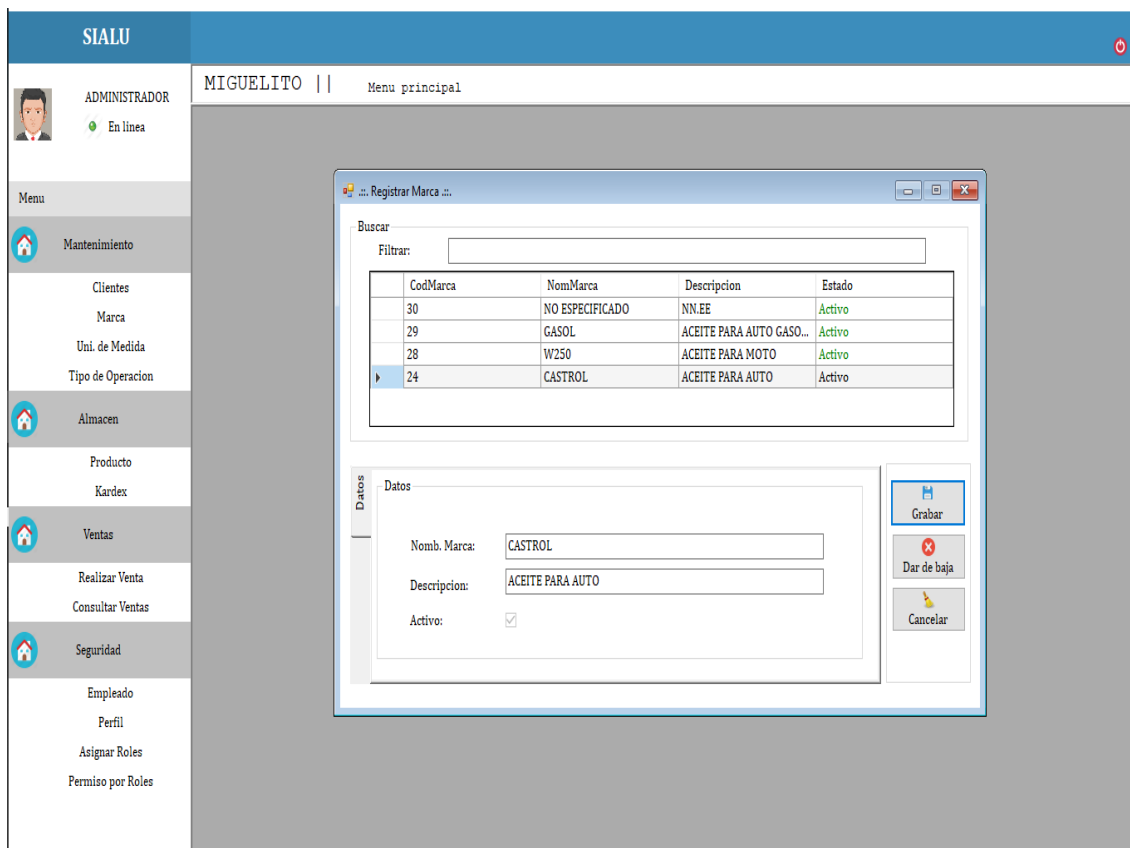 SIALU
ADMINISTRADOR
En línea
MIGUELITO || Menu principal
Menu
Mantenimiento
Clientes
Marca
Uni. de Medida
Tipo de Operacion
Almacen
Producto
Kardex
Ventas
Realizar Venta
Consultar Ventas
Seguridad
Empleado
Perfil
Asignar Roles
Permiso por Roles
.::. Registrar Marca .::.
Buscar
Filtrar:
CodMarca NomMarca Descripcion Estado
30 NO ESPECIFICADO NN.EE Activo
29 GASOL ACEITE PARA AUTO GASO... Activo
28 W250 ACEITE PARA MOTO Activo
24 CASTROL ACEITE PARA AUTO Activo
Datos
Datos
Nomb. Marca: CASTROL
Descripcion: ACEITE PARA AUTO
Activo:
Grabar
Dar de baja
Cancelar